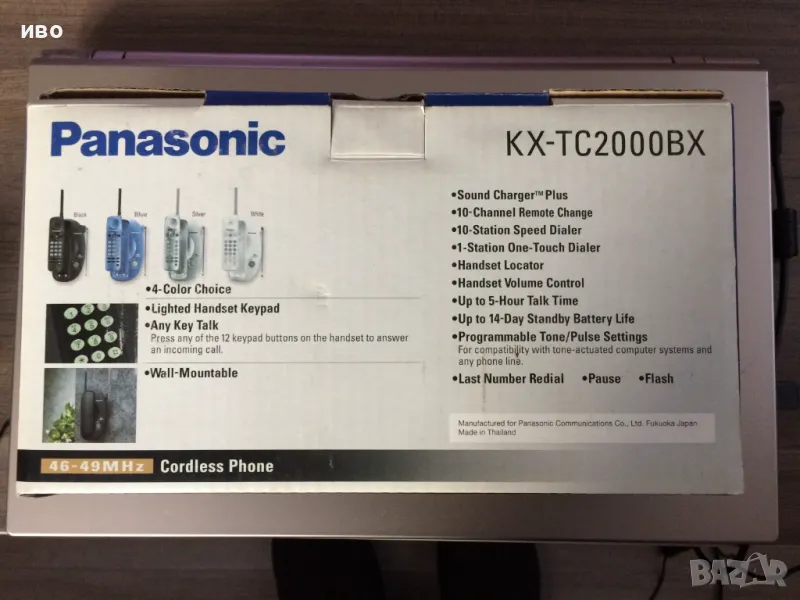 иво
Panasonic
KX-TC2000BX
Black
Blue
Silver
White
•4-Color Choice
•Lighted Handset Keypad
•Any Key Talk
Press any of the 12 keypad buttons on the handset to answer
an incoming call.
•Wall-Mountable
•Sound Charger™ Plus
•10-Channel Remote Change
•10-Station Speed Dialer
•1-Station One-Touch Dialer
•Handset Locator
•Handset Volume Control
•Up to 5-Hour Talk Time
•Up to 14-Day Standby Battery Life
•Programmable Tone/Pulse Settings
For compatibility with tone-actuated computer systems and
any phone line.
•Last Number Redial •Pause •Flash
Manufactured for Panasonic Communications Co., Ltd. Fukuoka Japan
Made in Thailand
46-49MHz Cordless Phone
BAZAR